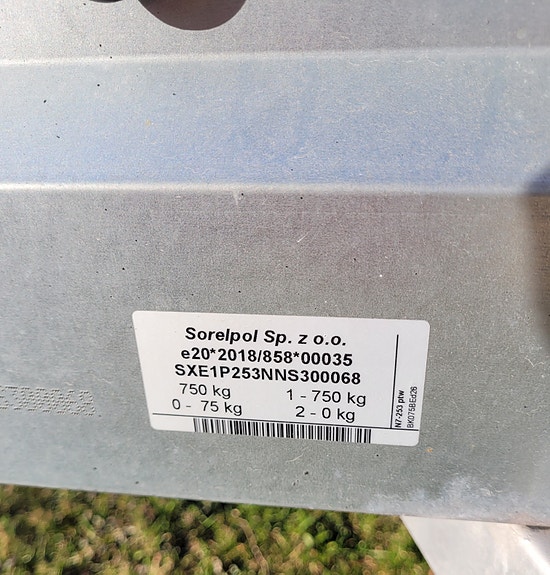 Sorelpol Sp. z o.o.
e20*2018/858*00035
SXE1P253NNS300068
750 kg 1 - 750 kg
0 - 75 kg 2 - 0 kg
N7-253 ptw
BK075BEd26